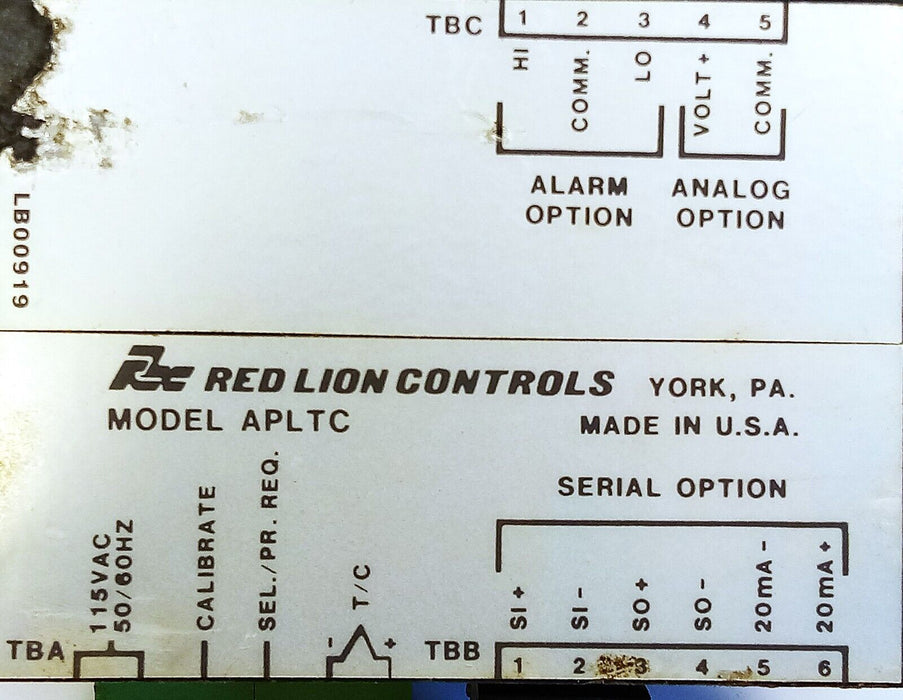 TBC 1 2 3 4 5
HI COMM. LO VOLT+ COMM.
ALARM OPTION
ANALOG OPTION
LB00919
RLC RED LION CONTROLS YORK, PA.
MODEL APLTC MADE IN U.S.A.
SERIAL OPTION
TBA
115VAC
50/60HZ
CALIBRATE
SEL./PR. REQ.
- T/C +
SI+ SI- SO+ SO- 20mA- 20mA+
TBB 1 2 3 4 5 6